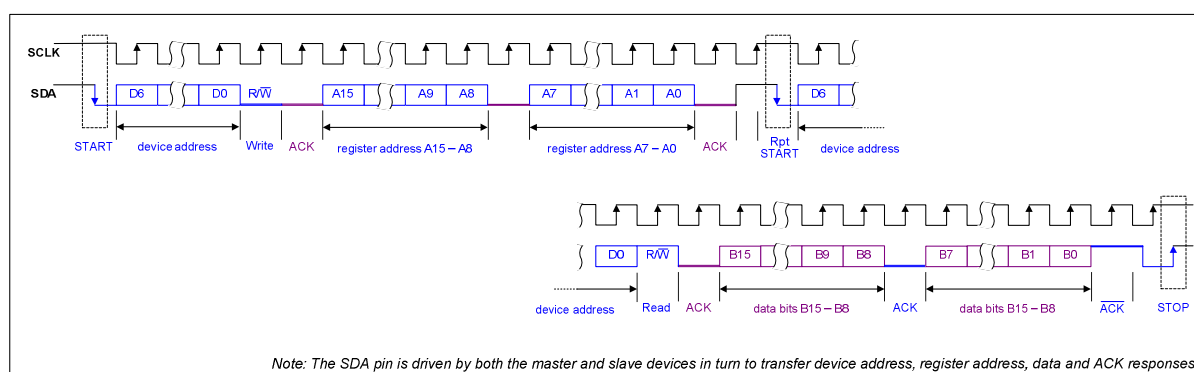 SCLK
SDA D6 D0 R/W̅ A15 A9 A8 A7 A1 A0 D6
START device address Write ACK register address A15 – A8 register address A7 – A0 ACK Rpt START device address
D0 R/W̅ B15 B9 B8 B7 B1 B0
device address Read ACK data bits B15 – B8 ACK data bits B15 – B8 A̅C̅K̅ STOP
Note: The SDA pin is driven by both the master and slave devices in turn to transfer device address, register address, data and ACK responses